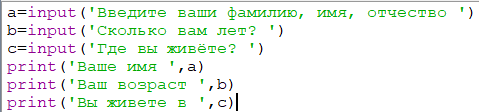 a=input('Введите ваши фамилию, имя, отчество ')
b=input('Сколько вам лет? ')
c=input('Где вы живёте? ')
print('Ваше имя ',a)
print('Ваш возраст ',b)
print('Вы живете в ',c)